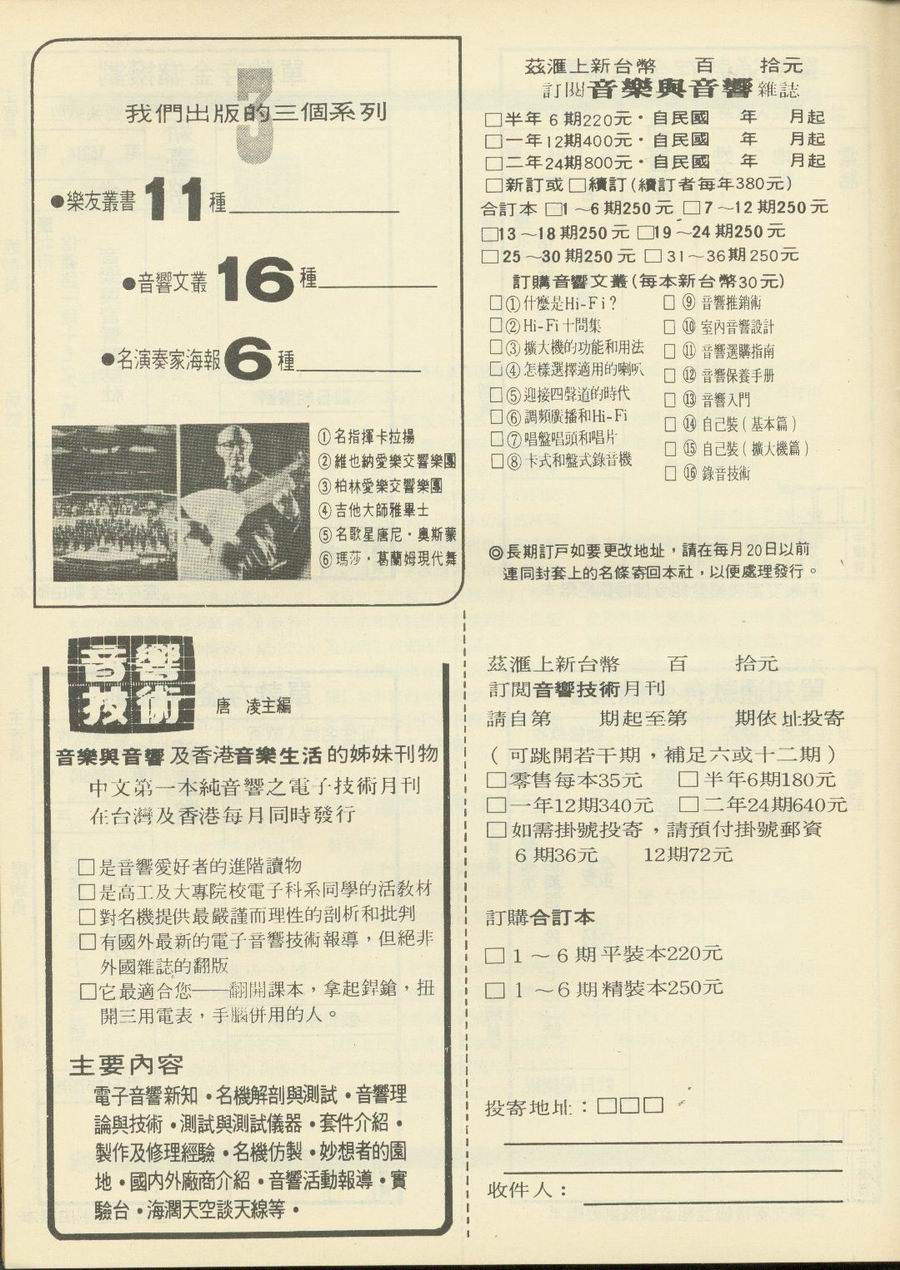 3
我們出版的三個系列
●樂友叢書11種
●音響文叢16種
●名演奏家海報6種
①名指揮卡拉揚
②維也納愛樂交響樂團
③柏林愛樂交響樂團
④吉他大師雅畢士
⑤名歌星唐尼・奧斯蒙
⑥瑪莎・葛蘭姆現代舞
茲滙上新台幣　百　拾元
訂閱音樂與音響雜誌
□半年6期220元・自民國　年　月起
□一年12期400元・自民國　年　月起
□二年24期800元・自民國　年　月起
□新訂或□續訂(續訂者每年380元)
合訂本 □1～6期250元 □7～12期250元
□13～18期250元 □19～24期250元
□25～30期250元 □31～36期250元
訂購音響文叢(每本新台幣30元)
□①什麼是Hi-Fi?
□②Hi-Fi十問集
□③擴大機的功能和用法
□④怎樣選擇適用的喇叭
□⑤迎接四聲道的時代
□⑥調頻廣播和Hi-Fi
□⑦唱盤唱頭和唱片
□⑧卡式和盤式錄音機
□⑨音響推銷術
□⑩室內音響設計
□⑪音響選購指南
□⑫音響保養手册
□⑬音響入門
□⑭自己裝(基本篇)
□⑮自己裝(擴大機篇)
□⑯錄音技術
◎長期訂戶如要更改地址，請在每月20日以前
連同封套上的名條寄回本社，以便處理發行。
音響
技術
唐　凌主編
音樂與音響及香港音樂生活的姊妹刊物
中文第一本純音響之電子技術月刊
在台灣及香港每月同時發行
□是音響愛好者的進階讀物
□是高工及大專院校電子科系同學的活敎材
□對名機提供最嚴謹而理性的剖析和批判
□有國外最新的電子音響技術報導，但絕非
外國雜誌的翻版
□它最適合您——翻開課本，拿起銲鎗，扭
開三用電表，手腦併用的人。
主要內容
電子音響新知・名機解剖與測試・音響理
論與技術・測試與測試儀器・套件介紹・
製作及修理經驗・名機仿製・妙想者的園
地・國內外廠商介紹・音響活動報導・實
驗台・海濶天空談天線等・
茲滙上新台幣　百　拾元
訂閱音響技術月刊
請自第　期起至第　期依址投寄
(可跳開若干期，補足六或十二期)
□零售每本35元　□半年6期180元
□一年12期340元　□二年24期640元
□如需掛號投寄，請預付掛號郵資
6期36元　12期72元
訂購合訂本
□1～6期平裝本220元
□1～6期精裝本250元
投寄地址：□□□
收件人：